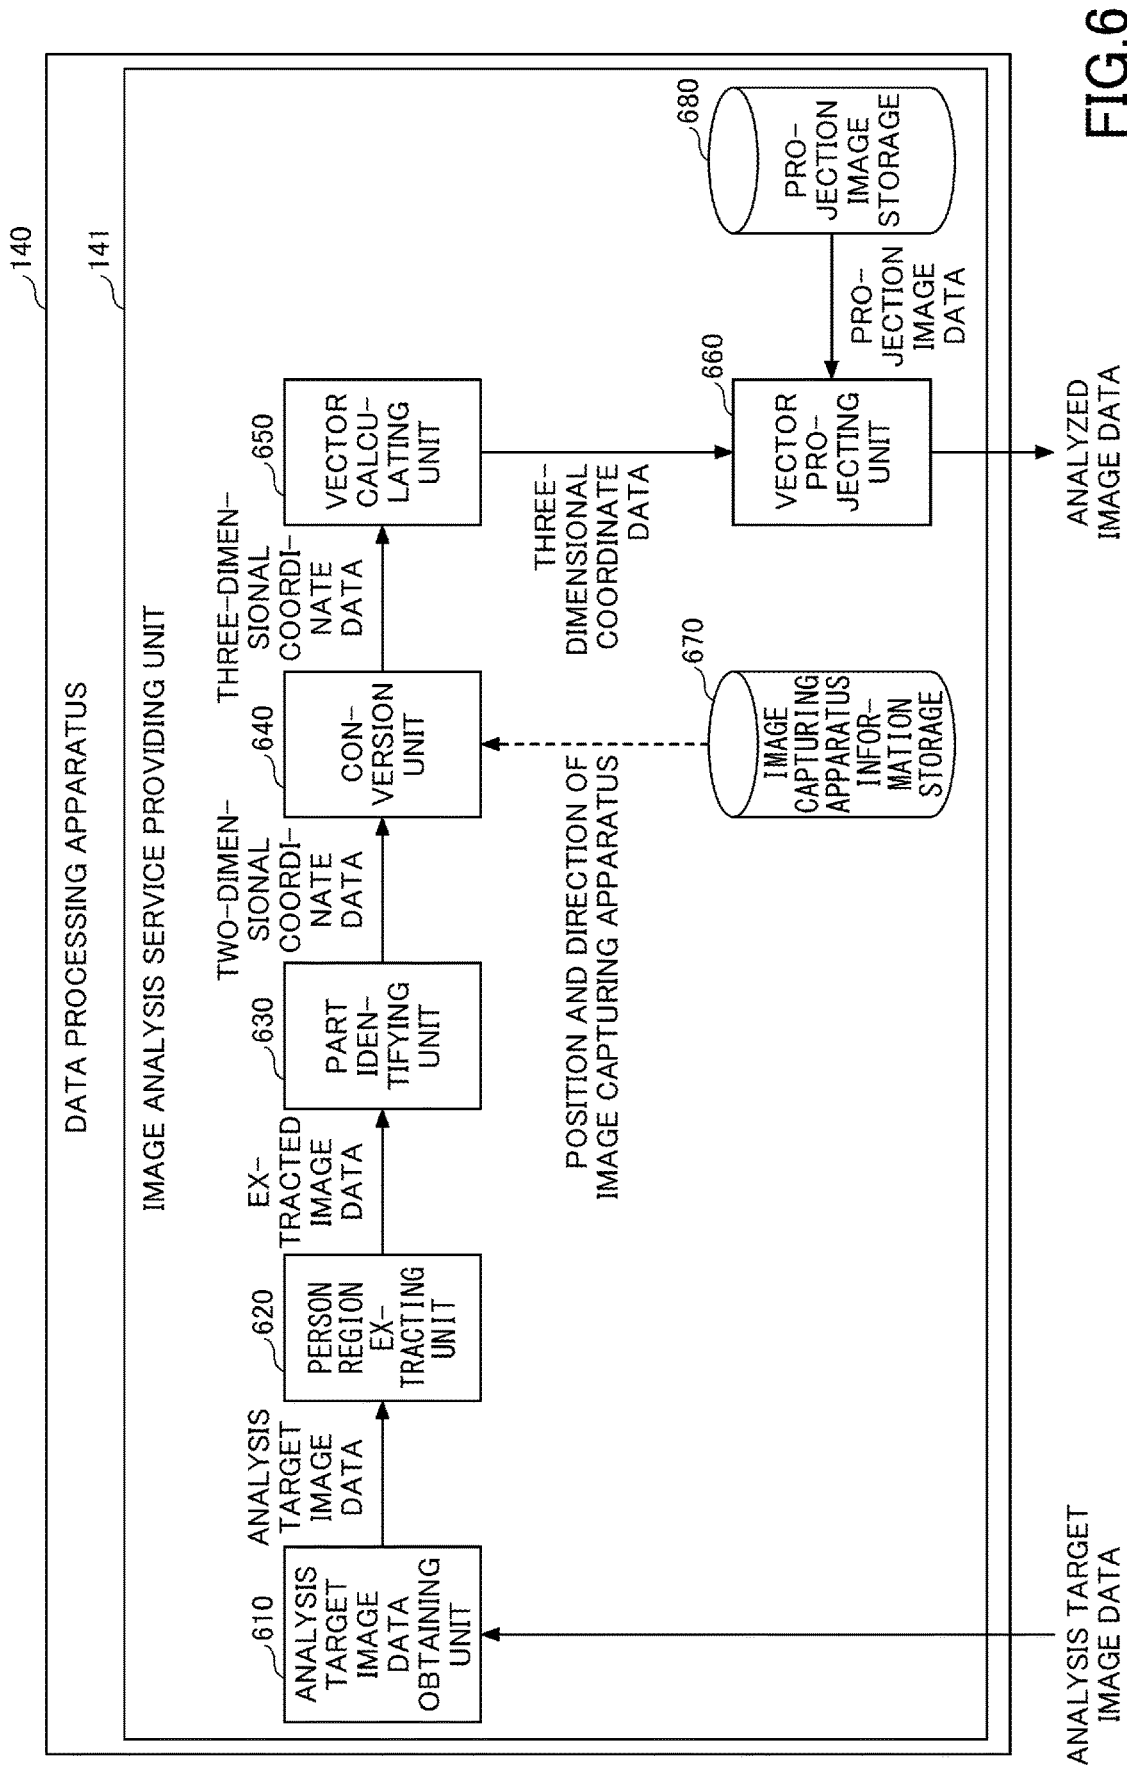 140
DATA PROCESSING APPARATUS
141
IMAGE ANALYSIS SERVICE PROVIDING UNIT
610
ANALYSIS
TARGET
IMAGE
DATA
OBTAINING
UNIT
ANALYSIS
TARGET
IMAGE
DATA
620
PERSON
REGION
EX-
TRACTING
UNIT
EX-
TRACTED
IMAGE
DATA
630
PART
IDEN-
TIFYING
UNIT
TWO-DIMEN-
SIONAL
COORDI-
NATE
DATA
640
CON-
VERSION
UNIT
THREE-DIMEN-
SIONAL
COORDI-
NATE
DATA
650
VECTOR
CALCU-
LATING
UNIT
POSITION AND DIRECTION OF
IMAGE CAPTURING APPARATUS
THREE-
DIMENSIONAL
COORDINATE
DATA
670
IMAGE
CAPTURING
APPARATUS
INFOR-
MATION
STORAGE
660
VECTOR
PRO-
JECTING
UNIT
PRO-
JECTION
IMAGE
DATA
680
PRO-
JECTION
IMAGE
STORAGE
ANALYSIS TARGET
IMAGE DATA
ANALYZED
IMAGE DATA
FIG.6